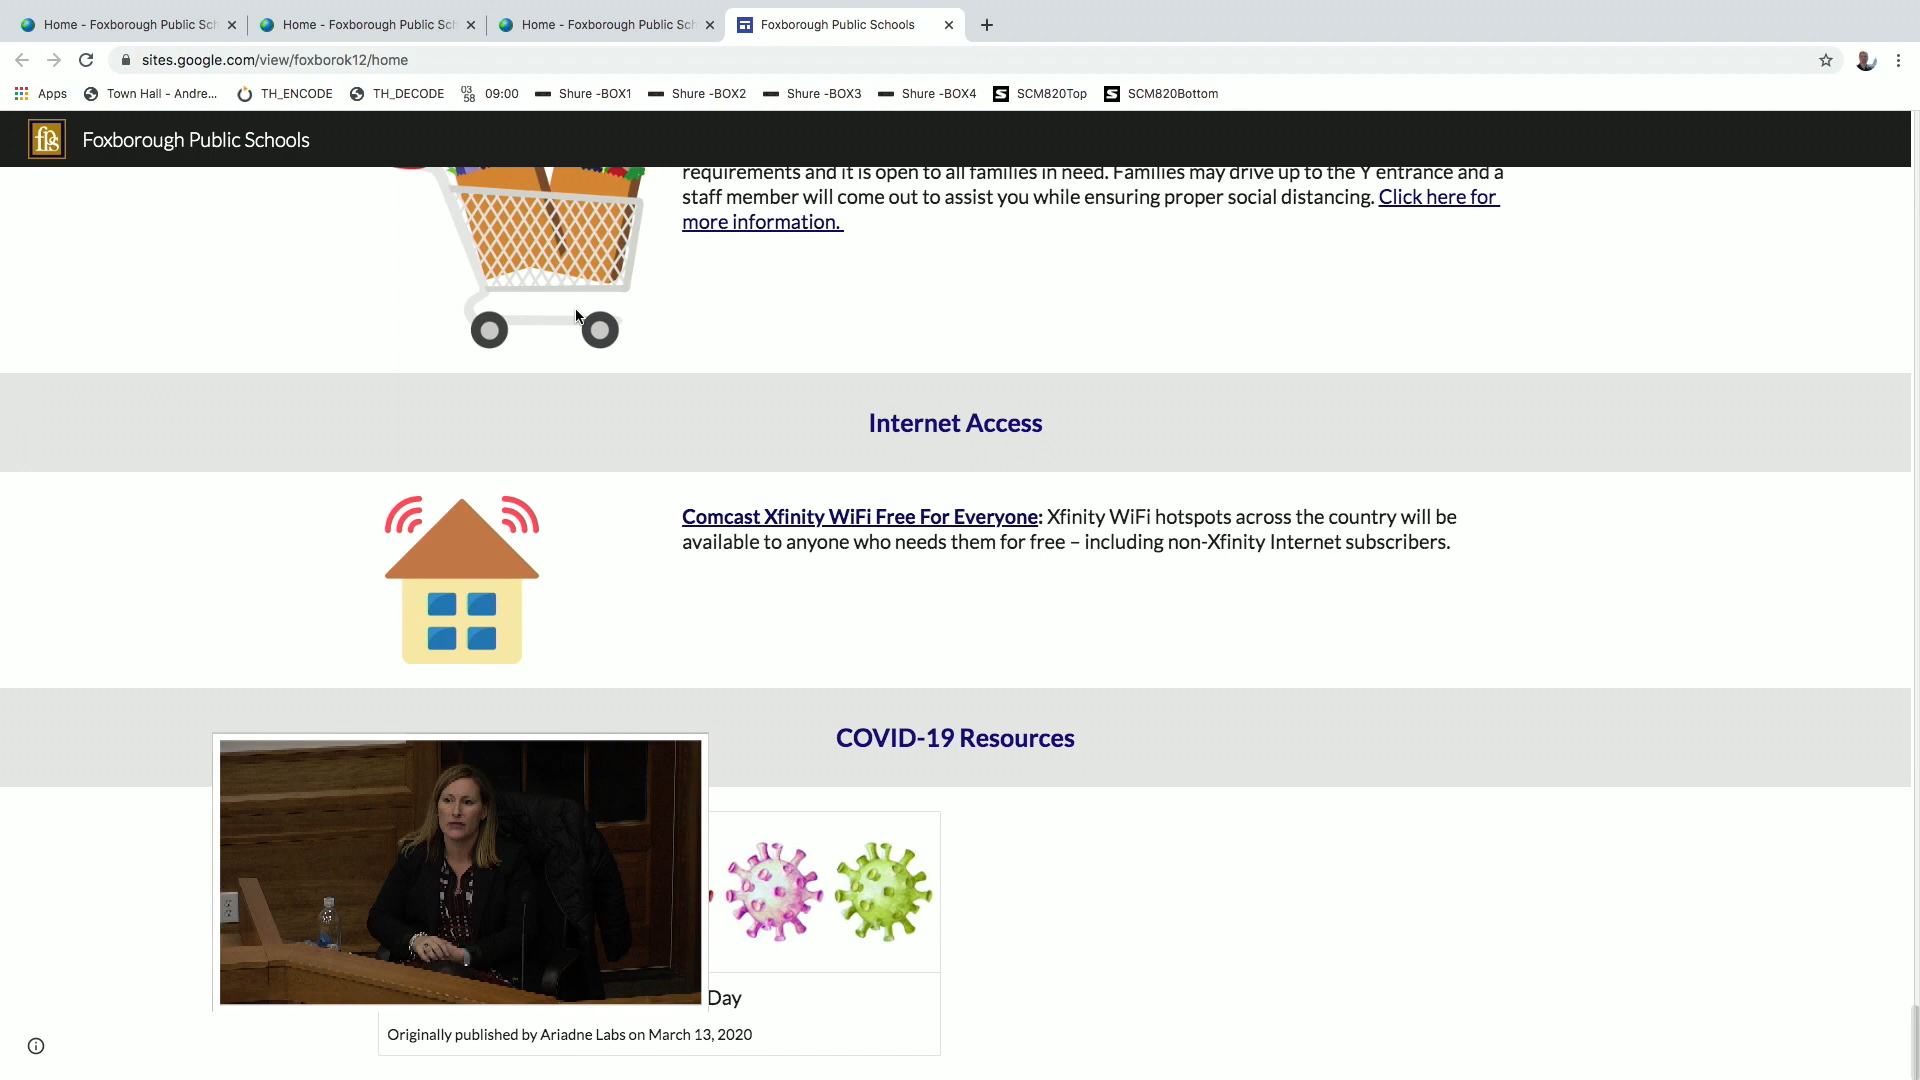 Home - Foxborough Public Sch
Home - Foxborough Public Sch
Home - Foxborough Public Sch
Foxborough Public Schools
sites.google.com/view/foxborok12/home
Apps
Town Hall - Andre...
TH_ENCODE
TH_DECODE
03
58
09:00
Shure -BOX1
Shure -BOX2
Shure -BOX3
Shure -BOX4
S
SCM820Top
S
SCM820Bottom
fps
Foxborough Public Schools
requirements and it is open to all families in need. Families may drive up to the Y entrance and a
staff member will come out to assist you while ensuring proper social distancing. Click here for
more information.
Internet Access
Comcast Xfinity WiFi Free For Everyone: Xfinity WiFi hotspots across the country will be
available to anyone who needs them for free – including non-Xfinity Internet subscribers.
COVID-19 Resources
Day
Originally published by Ariadne Labs on March 13, 2020